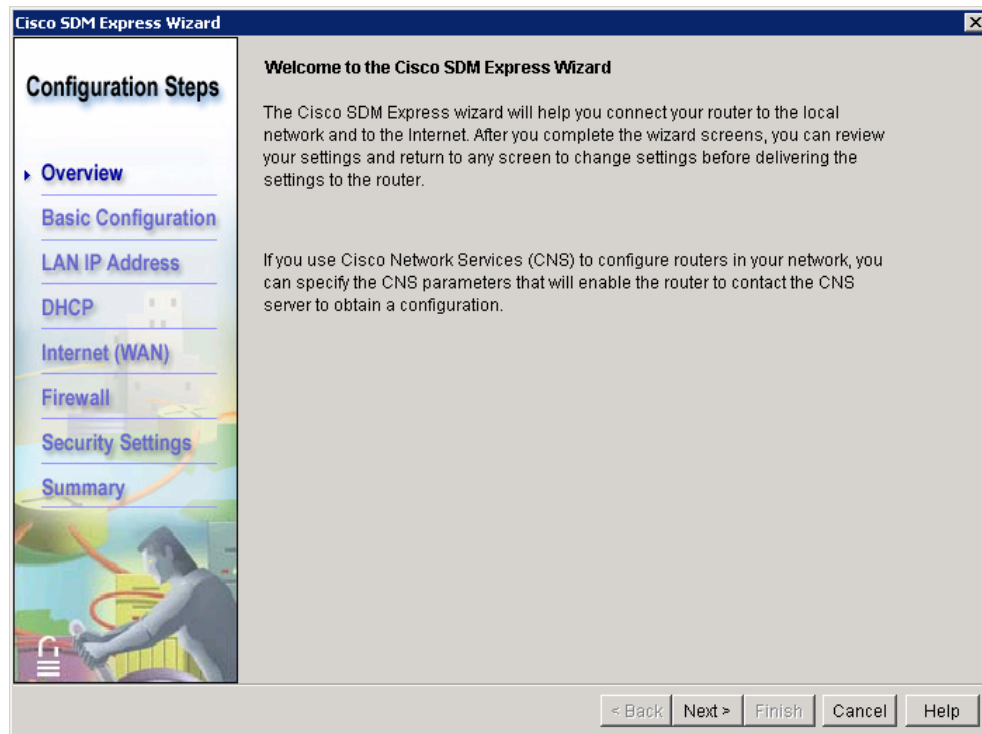 Cisco SDM Express Wizard
Configuration Steps
Overview
Basic Configuration
LAN IP Address
DHCP
Internet (WAN)
Firewall
Security Settings
Summary
Welcome to the Cisco SDM Express Wizard
The Cisco SDM Express wizard will help you connect your router to the local
network and to the Internet. After you complete the wizard screens, you can review
your settings and return to any screen to change settings before delivering the
settings to the router.
If you use Cisco Network Services (CNS) to configure routers in your network, you
can specify the CNS parameters that will enable the router to contact the CNS
server to obtain a configuration.
< Back
Next >
Finish
Cancel
Help